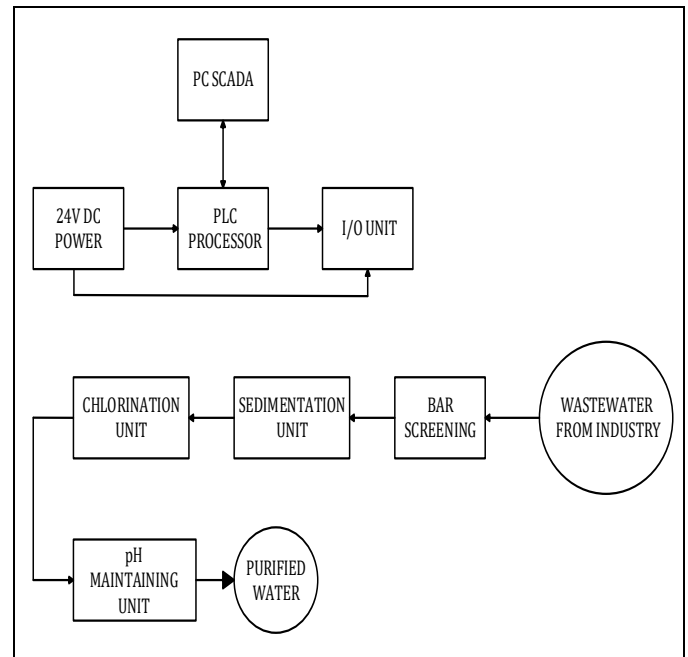 PC SCADA
24V DC
POWER
PLC
PROCESSOR
I/O UNIT
CHLORINATION
UNIT
SEDIMENTATION
UNIT
BAR
SCREENING
WASTEWATER
FROM INDUSTRY
pH
MAINTAINING
UNIT
PURIFIED
WATER